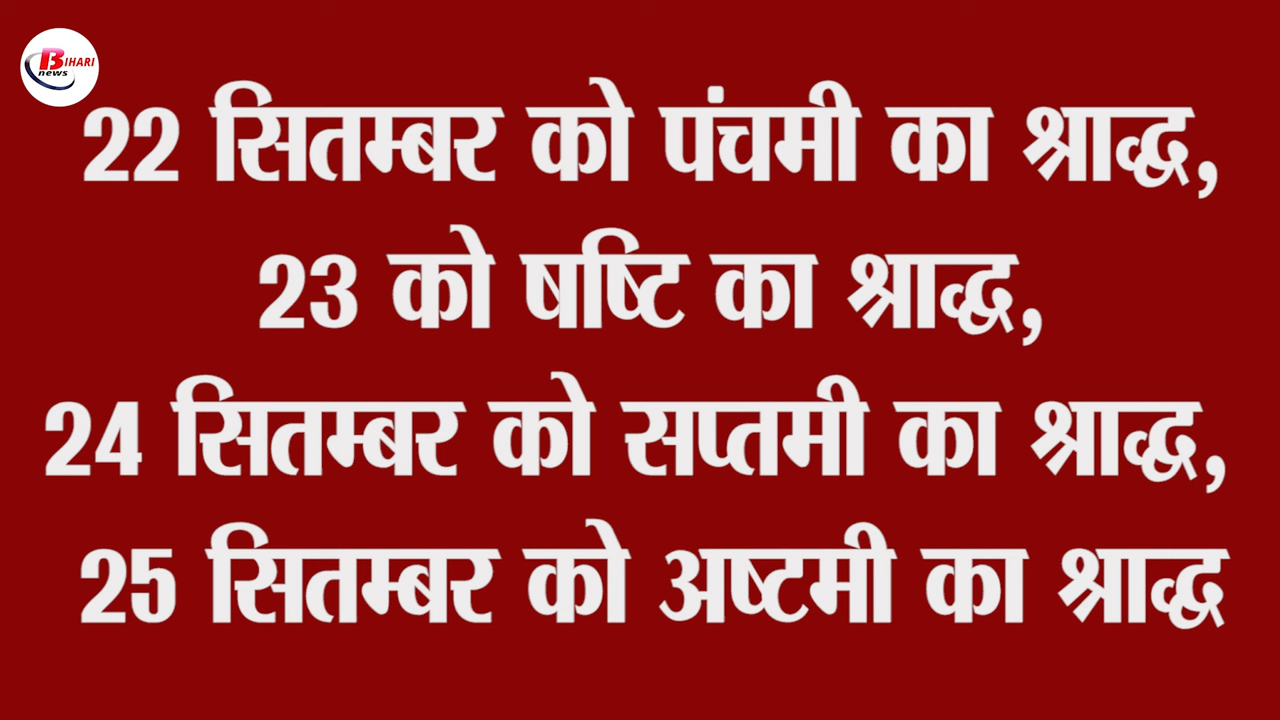 BIHARI
news
22 सितम्बर को पंचमी का श्राद्ध,
23 को षष्टि का श्राद्ध,
24 सितम्बर को सप्तमी का श्राद्ध,
25 सितम्बर को अष्टमी का श्राद्ध